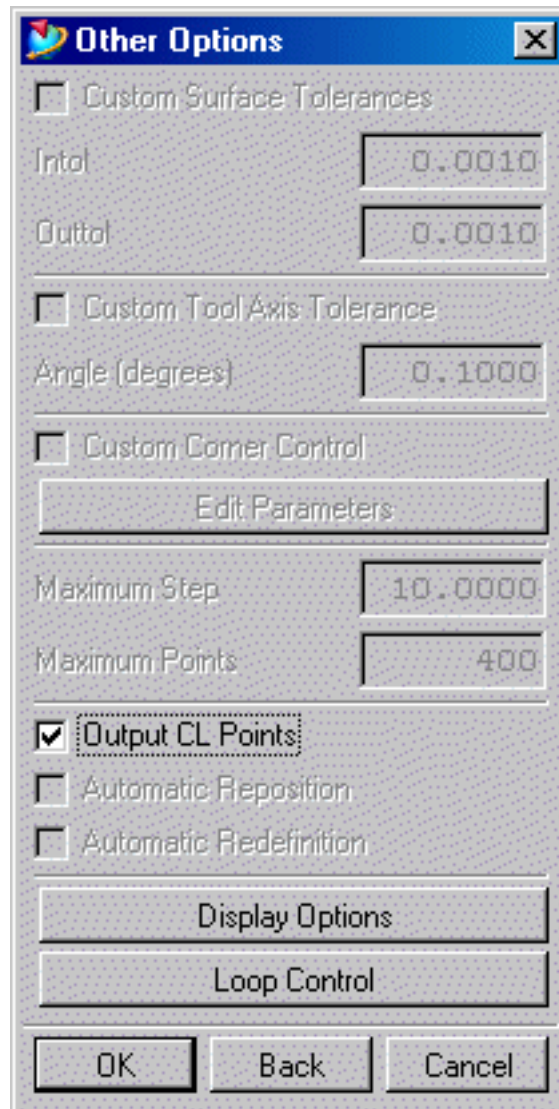 Other Options
Custom Surface Tolerances
Intol 0.0010
Outtol 0.0010
Custom Tool Axis Tolerance
Angle (degrees) 0.1000
Custom Corner Control
Edit Parameters
Maximum Step 10.0000
Maximum Points 400
Output CL Points
Automatic Reposition
Automatic Redefinition
Display Options
Loop Control
OK Back Cancel